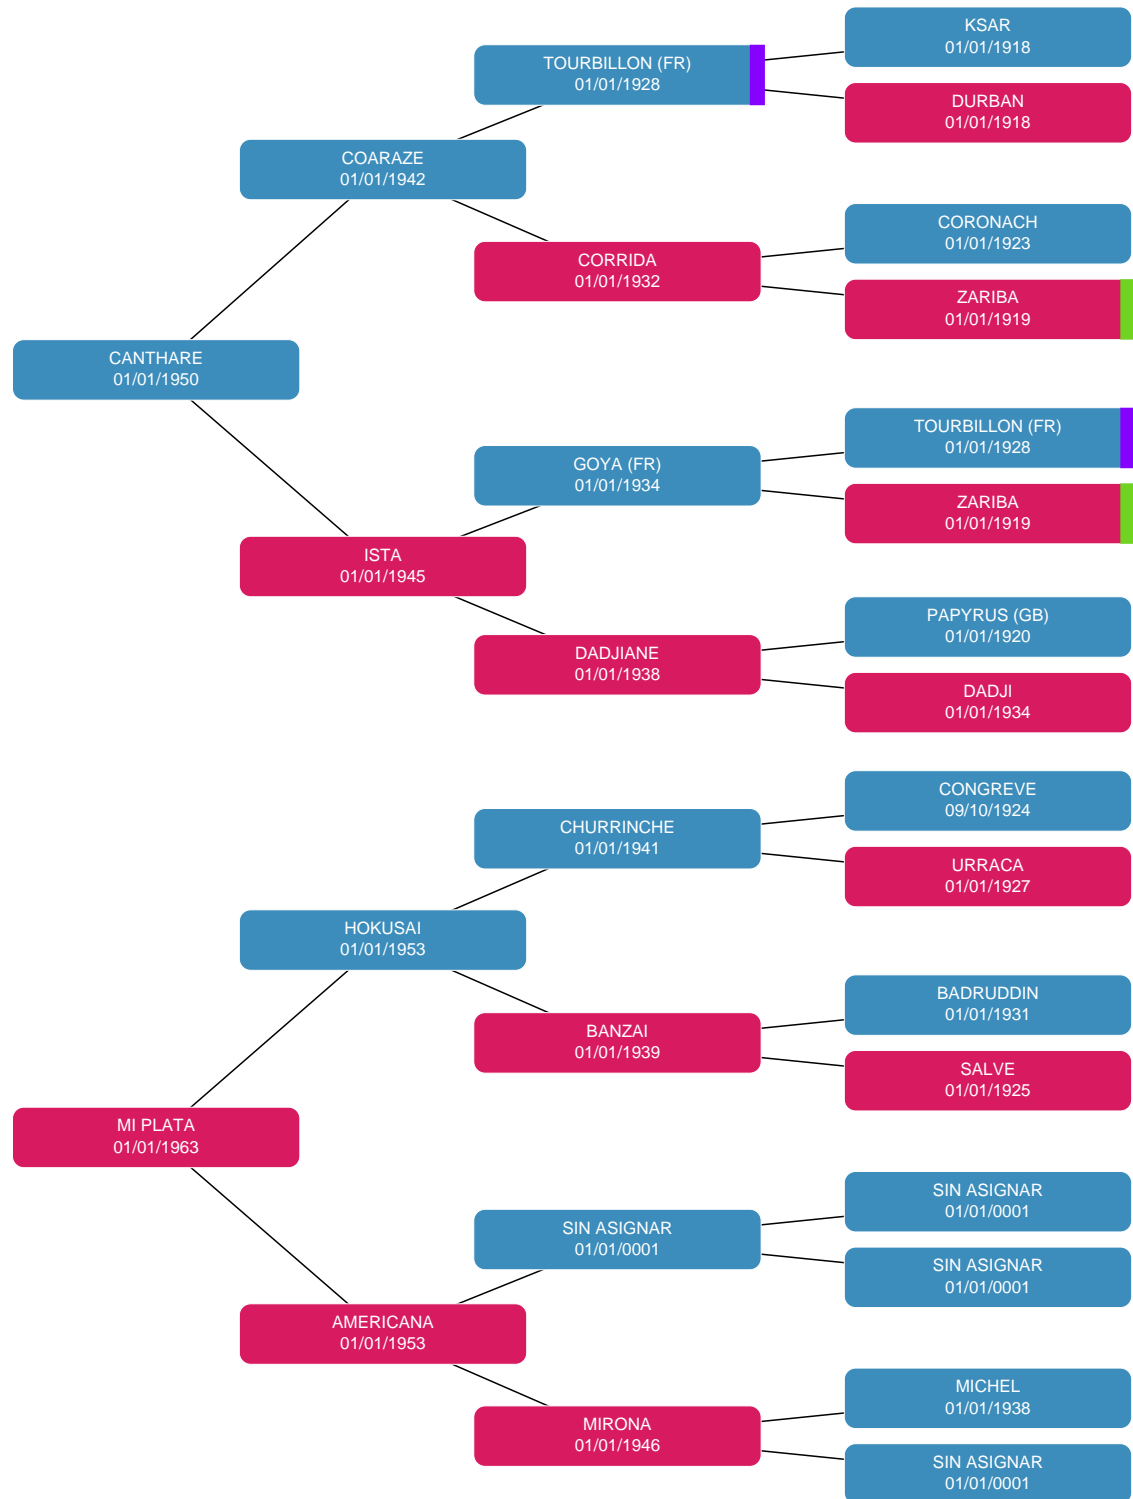 KSAR
01/01/1918
TOURBILLON (FR)
01/01/1928
DURBAN
01/01/1918
COARAZE
01/01/1942
CORONACH
01/01/1923
CORRIDA
01/01/1932
ZARIBA
01/01/1919
CANTHARE
01/01/1950
TOURBILLON (FR)
01/01/1928
GOYA (FR)
01/01/1934
ZARIBA
01/01/1919
ISTA
01/01/1945
PAPYRUS (GB)
01/01/1920
DADJIANE
01/01/1938
DADJI
01/01/1934
CONGREVE
09/10/1924
CHURRINCHE
01/01/1941
URRACA
01/01/1927
HOKUSAI
01/01/1953
BADRUDDIN
01/01/1931
BANZAI
01/01/1939
SALVE
01/01/1925
MI PLATA
01/01/1963
SIN ASIGNAR
01/01/0001
SIN ASIGNAR
01/01/0001
SIN ASIGNAR
01/01/0001
AMERICANA
01/01/1953
MICHEL
01/01/1938
MIRONA
01/01/1946
SIN ASIGNAR
01/01/0001